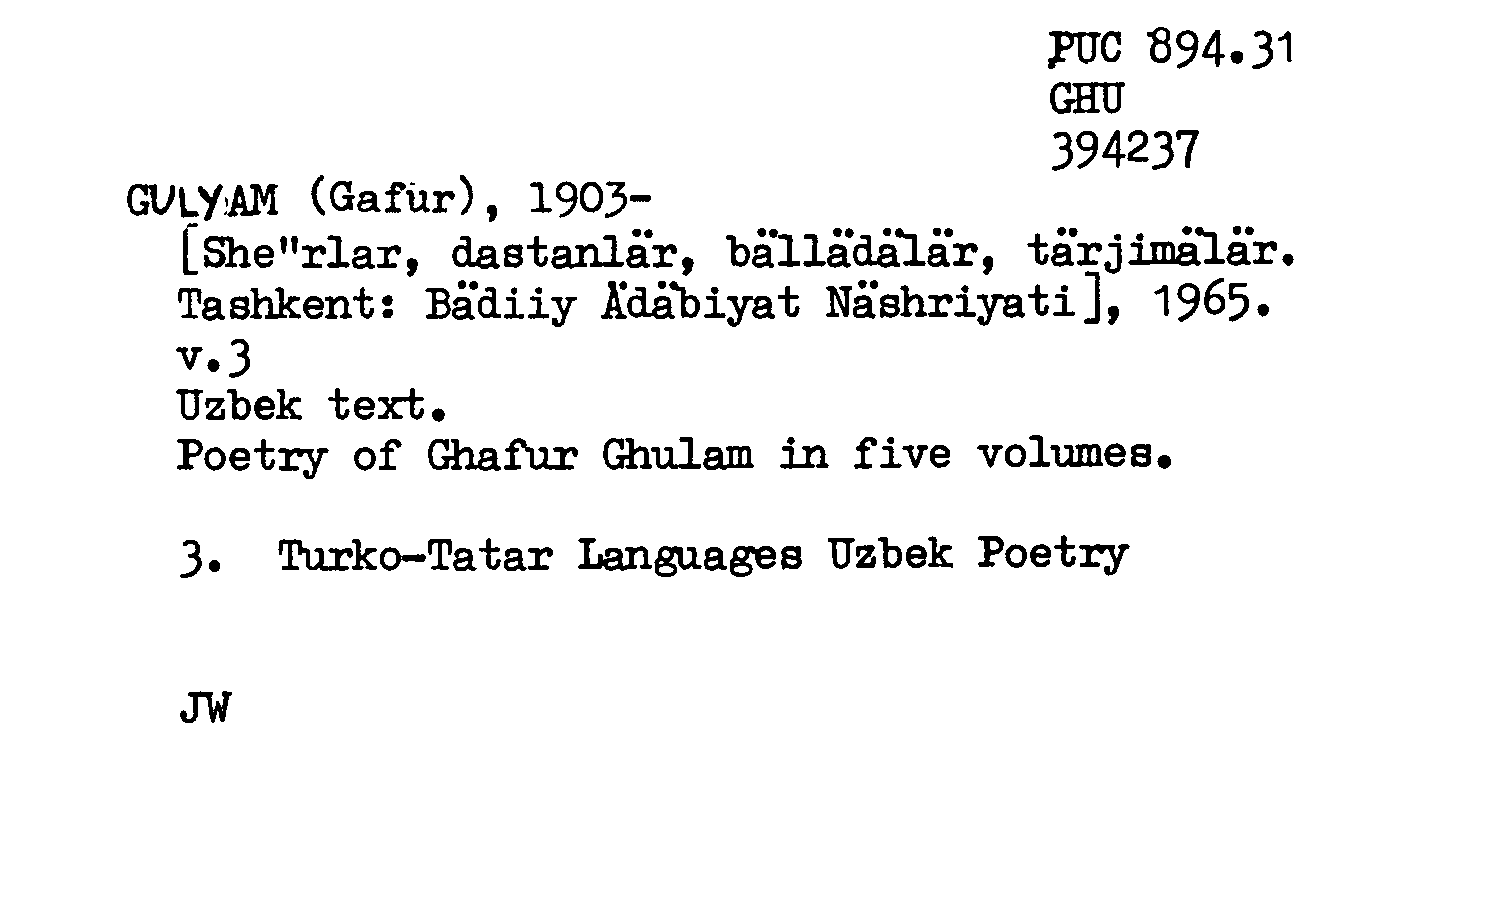 PUC 894.31
GHU
394237
GULYAM (Gafur), 1903-
[She"rlar, dastanlär, bällädälär, tärjimälär.
Tashkent: Bädiiy Ädäbiyat Näshriyati], 1965.
v.3
Uzbek text.
Poetry of Ghafur Ghulam in five volumes.
3. Turko-Tatar Languages Uzbek Poetry
JW